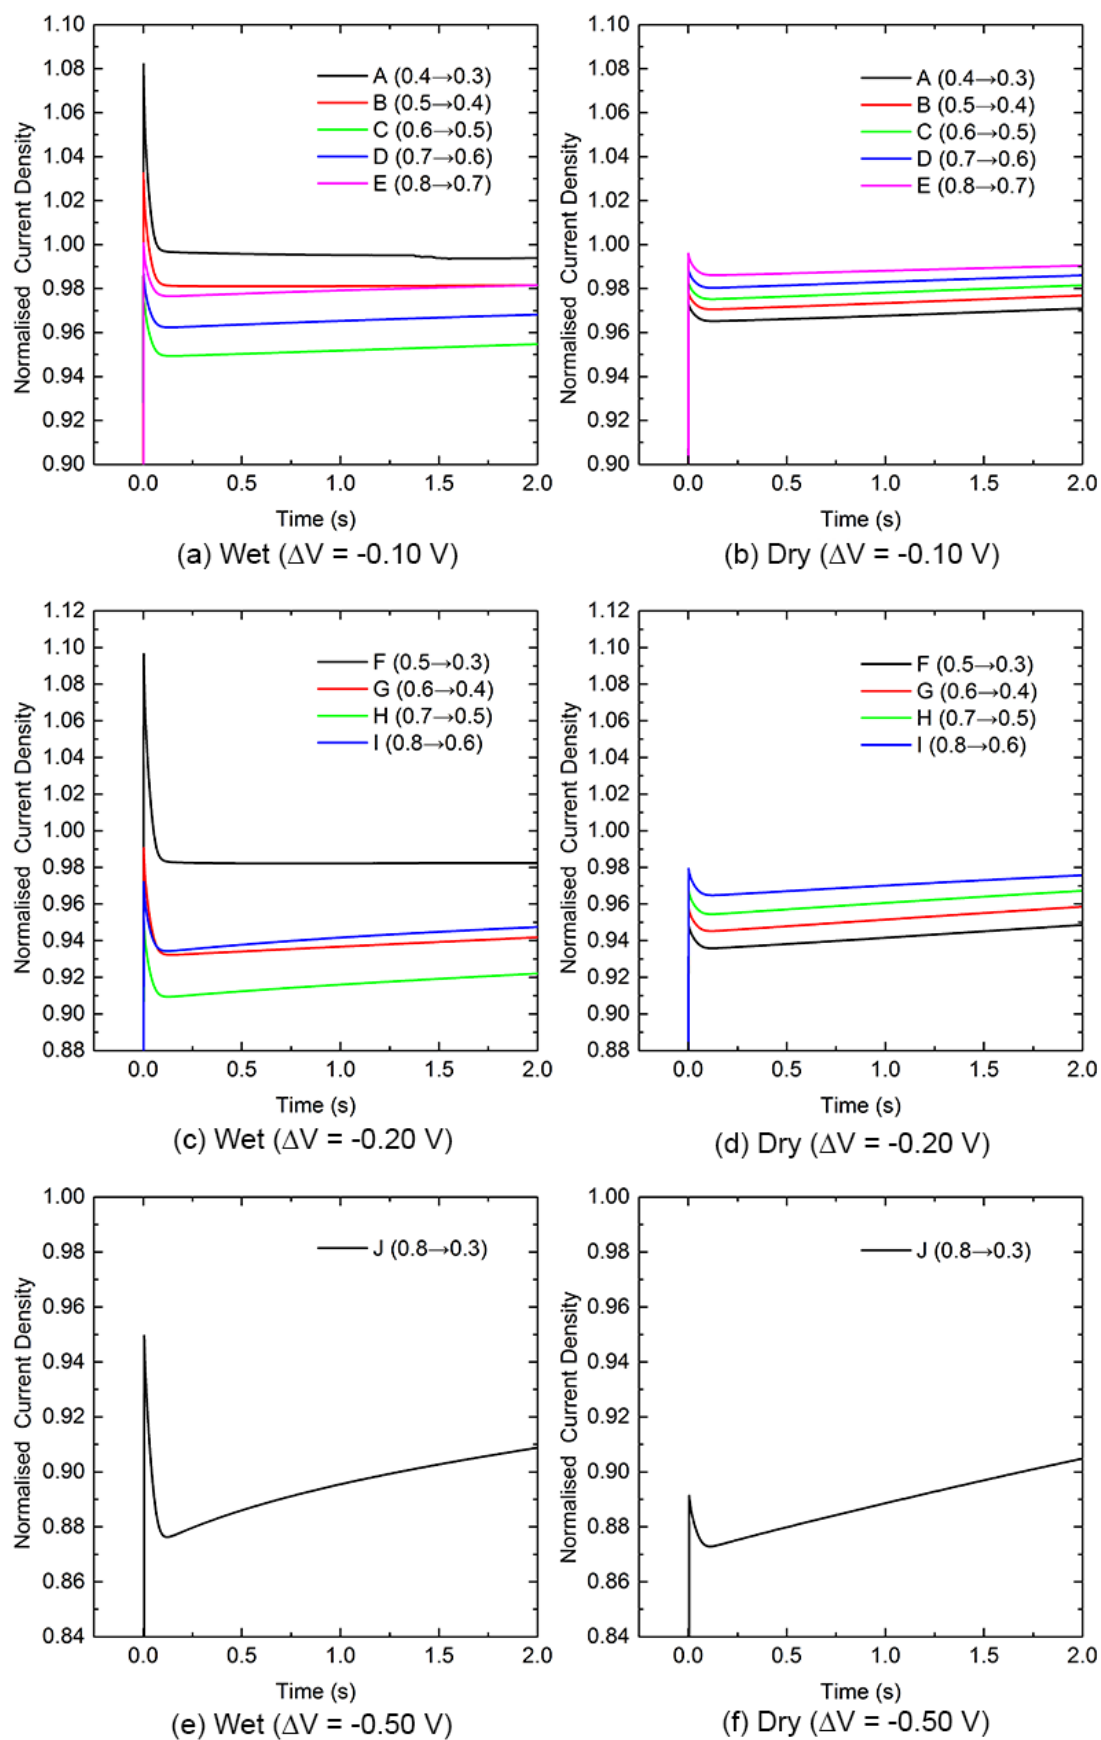 1.10
1.08
1.06
1.04
1.02
1.00
0.98
0.96
0.94
0.92
0.90
Normalised Current Density
A (0.4→0.3)
B (0.5→0.4)
C (0.6→0.5)
D (0.7→0.6)
E (0.8→0.7)
0.0 0.5 1.0 1.5 2.0
Time (s)
(a) Wet (ΔV = -0.10 V)
1.10
1.08
1.06
1.04
1.02
1.00
0.98
0.96
0.94
0.92
0.90
Normalised Current Density
A (0.4→0.3)
B (0.5→0.4)
C (0.6→0.5)
D (0.7→0.6)
E (0.8→0.7)
0.0 0.5 1.0 1.5 2.0
Time (s)
(b) Dry (ΔV = -0.10 V)
1.12
1.10
1.08
1.06
1.04
1.02
1.00
0.98
0.96
0.94
0.92
0.90
0.88
Normalised Current Density
F (0.5→0.3)
G (0.6→0.4)
H (0.7→0.5)
I (0.8→0.6)
0.0 0.5 1.0 1.5 2.0
Time (s)
(c) Wet (ΔV = -0.20 V)
1.12
1.10
1.08
1.06
1.04
1.02
1.00
0.98
0.96
0.94
0.92
0.90
0.88
Normalised Current Density
F (0.5→0.3)
G (0.6→0.4)
H (0.7→0.5)
I (0.8→0.6)
0.0 0.5 1.0 1.5 2.0
Time (s)
(d) Dry (ΔV = -0.20 V)
1.00
0.98
0.96
0.94
0.92
0.90
0.88
0.86
0.84
Normalised Current Density
J (0.8→0.3)
0.0 0.5 1.0 1.5 2.0
Time (s)
(e) Wet (ΔV = -0.50 V)
1.00
0.98
0.96
0.94
0.92
0.90
0.88
0.86
0.84
Normalised Current Density
J (0.8→0.3)
0.0 0.5 1.0 1.5 2.0
Time (s)
(f) Dry (ΔV = -0.50 V)